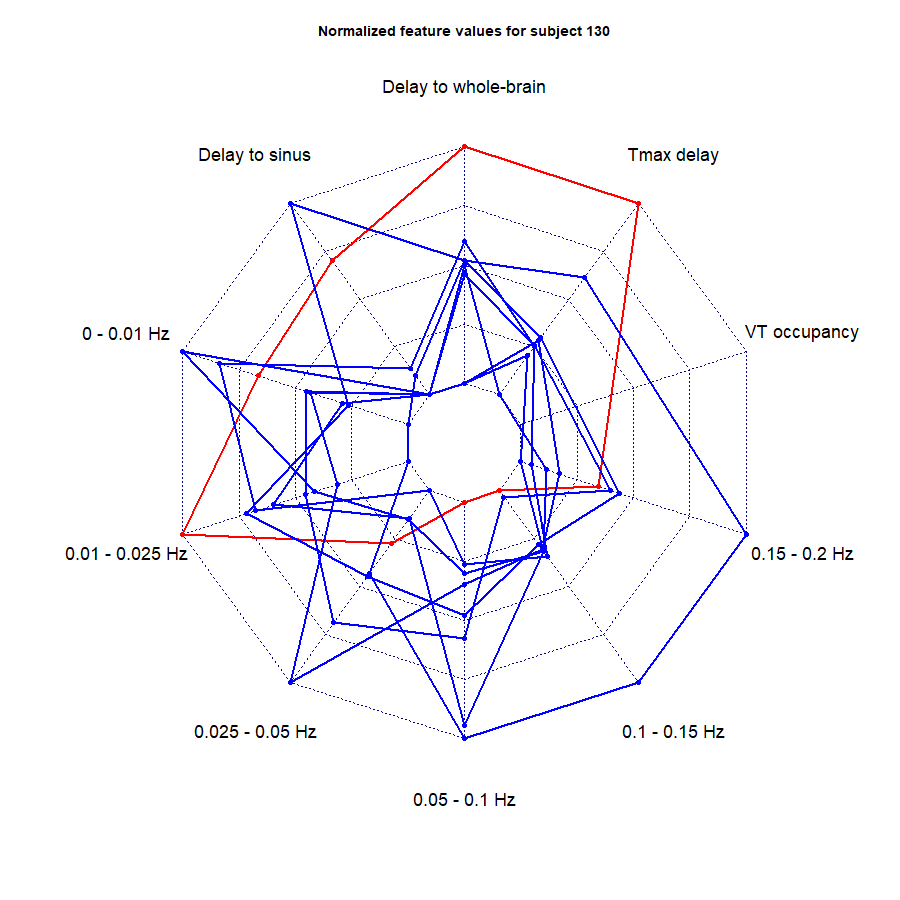 Normalized feature values for subject 130
Delay to whole-brain
Delay to sinus
Tmax delay
0 - 0.01 Hz
VT occupancy
0.01 - 0.025 Hz
0.15 - 0.2 Hz
0.025 - 0.05 Hz
0.1 - 0.15 Hz
0.05 - 0.1 Hz